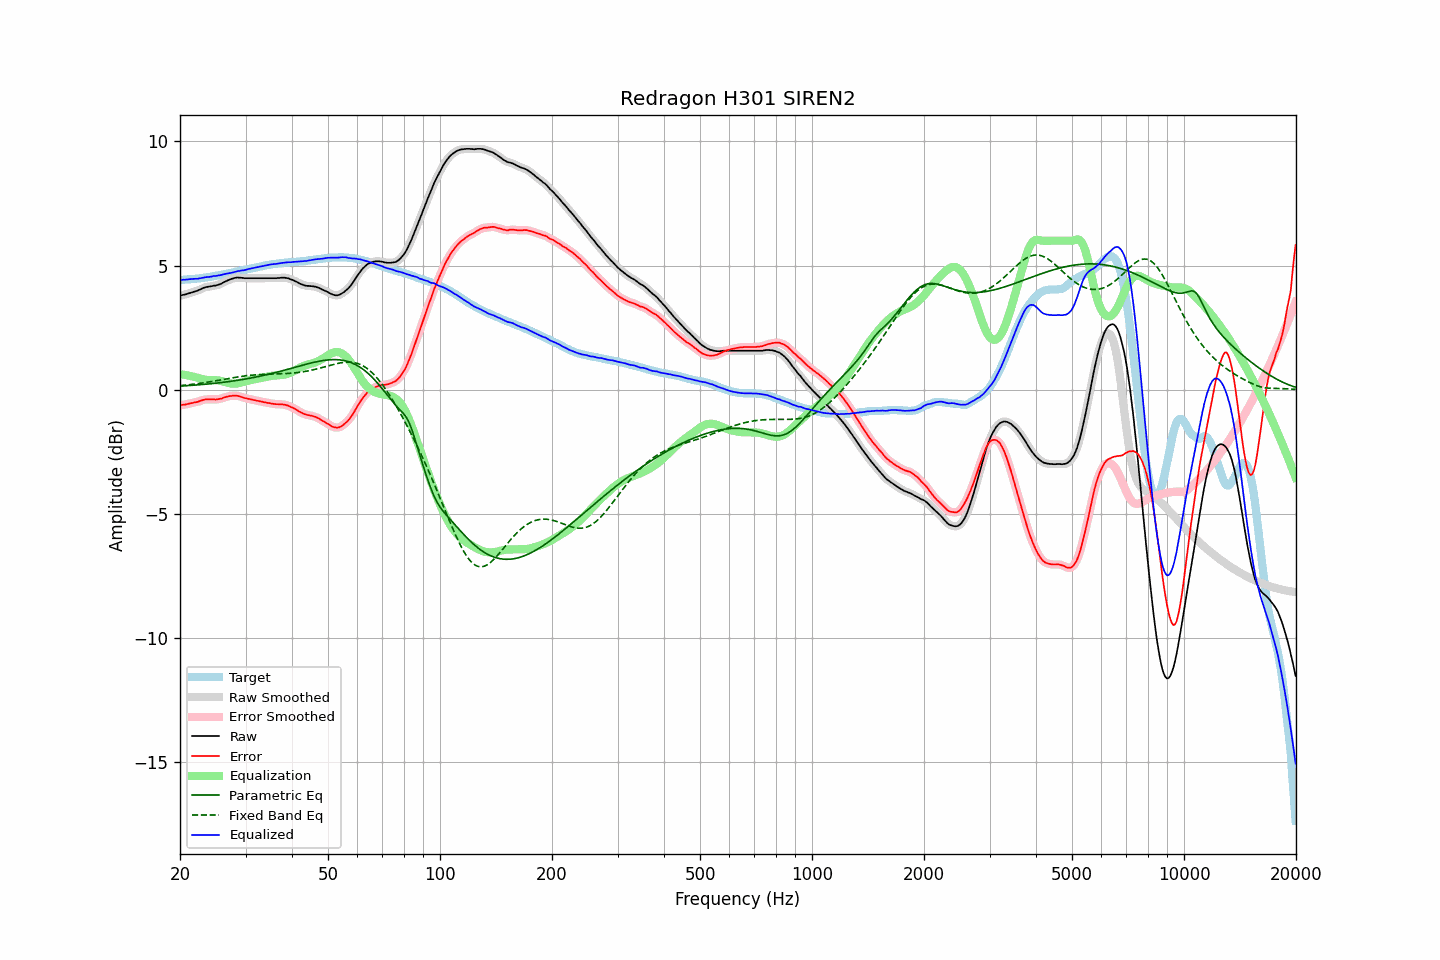 Redragon H301 SIREN2
Amplitude (dBr)
10
5
0
−5
−10
−15
Target
Raw Smoothed
Error Smoothed
Raw
Error
Equalization
Parametric Eq
Fixed Band Eq
Equalized
20 50 100 200 500 1000 2000 5000 10000 20000
Frequency (Hz)